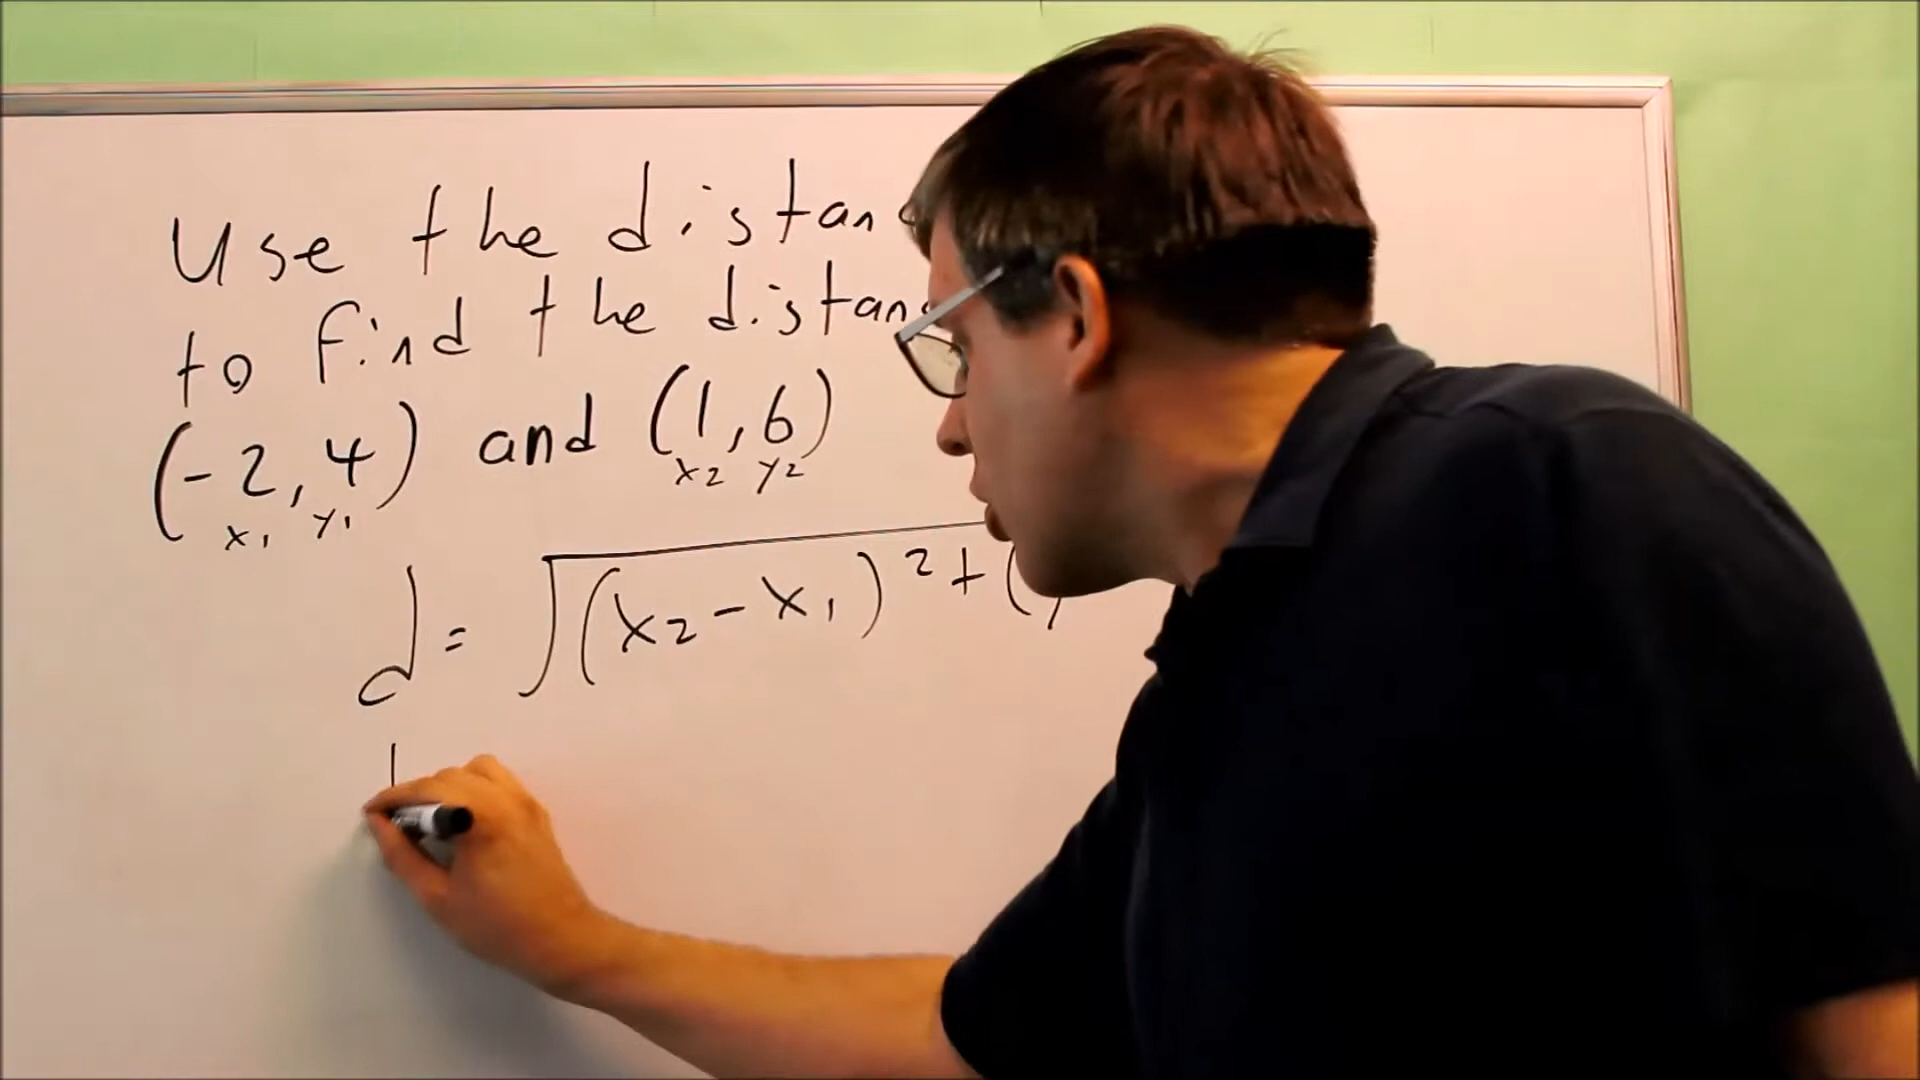 Use the distan
to find the distan
(-2, 4) and (1, 6)
x₁ y₁ x₂ y₂
d = √(x₂ - x₁)² + (